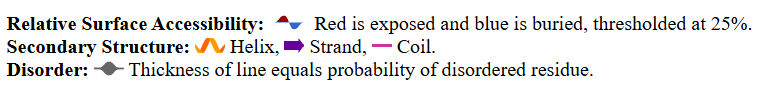 Relative Surface Accessibility: Red is exposed and blue is buried, thresholded at 25%.
Secondary Structure: Helix, Strand, Coil.
Disorder: Thickness of line equals probability of disordered residue.